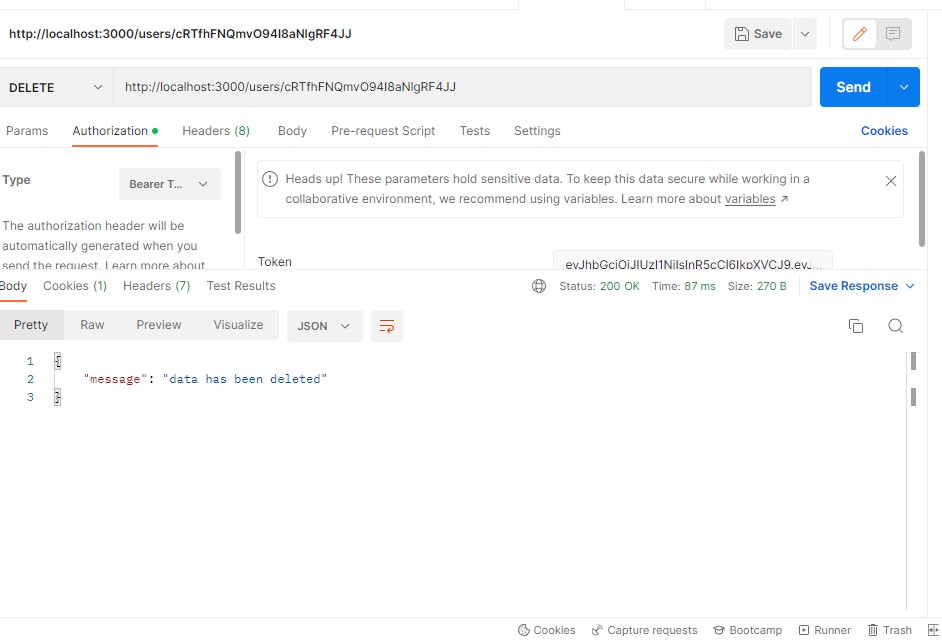 http://localhost:3000/users/cRTfhFNQmvO94I8aNlgRF4JJ
Save
DELETE
http://localhost:3000/users/cRTfhFNQmvO94I8aNlgRF4JJ
Send
Params Authorization Headers (8) Body Pre-request Script Tests Settings Cookies
Type
Bearer T...
The authorization header will be
automatically generated when you
send the request. Learn more about
Heads up! These parameters hold sensitive data. To keep this data secure while working in a
collaborative environment, we recommend using variables. Learn more about variables ↗
Token
eyJhbGciOiJIUzI1NiIsInR5cCI6IkpXVCJ9.eyJ...
Body Cookies (1) Headers (7) Test Results
Status: 200 OK Time: 87 ms Size: 270 B Save Response
Pretty Raw Preview Visualize JSON
1 {
2 "message": "data has been deleted"
3 }
Cookies Capture requests Bootcamp Runner Trash